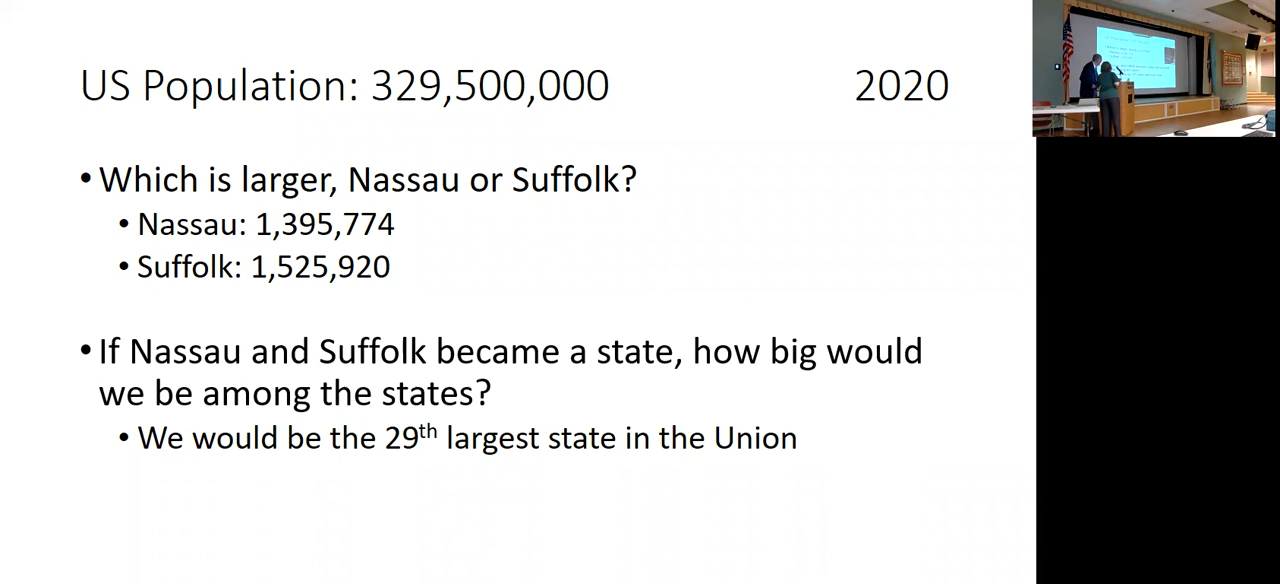 US Population: 329,500,000 2020
• Which is larger, Nassau or Suffolk?
• Nassau: 1,395,774
• Suffolk: 1,525,920
• If Nassau and Suffolk became a state, how big would
we be among the states?
• We would be the 29th largest state in the Union